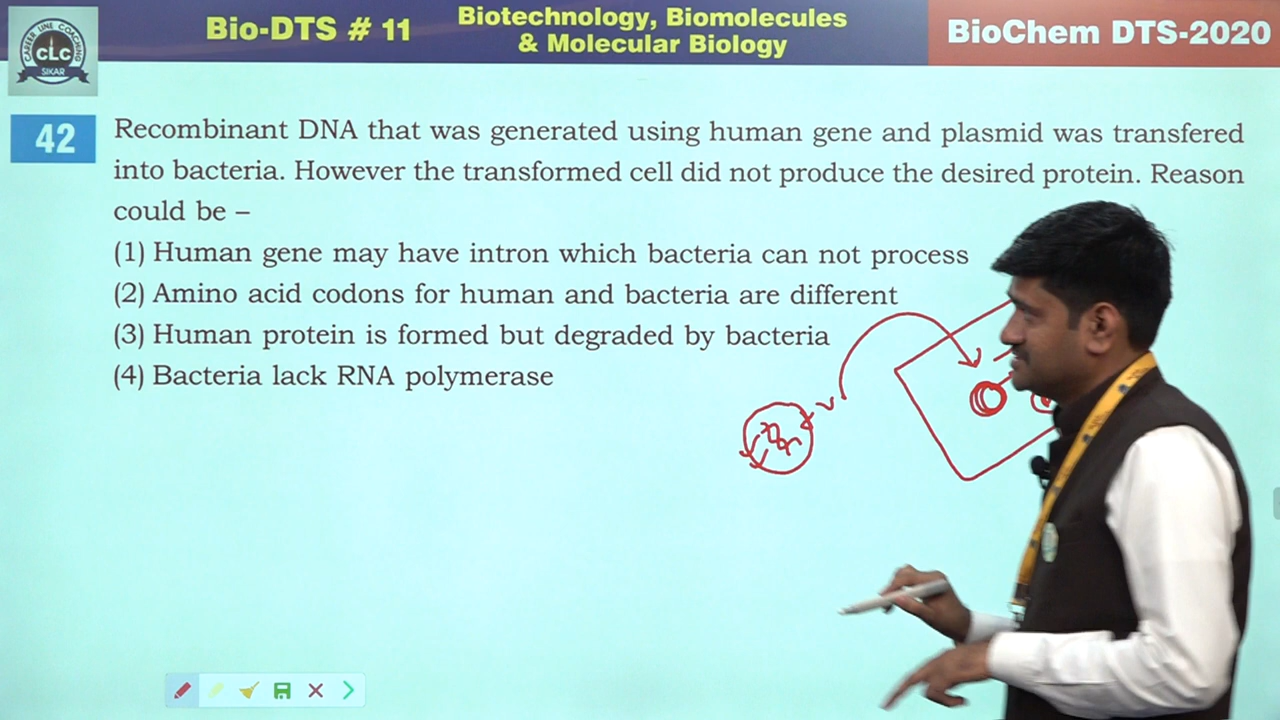 CAREER LINE COACHING
CLC
SIKAR
Bio-DTS # 11
Biotechnology, Biomolecules
& Molecular Biology
BioChem DTS-2020
42
Recombinant DNA that was generated using human gene and plasmid was transfered
into bacteria. However the transformed cell did not produce the desired protein. Reason
could be –
(1) Human gene may have intron which bacteria can not process
(2) Amino acid codons for human and bacteria are different
(3) Human protein is formed but degraded by bacteria
(4) Bacteria lack RNA polymerase